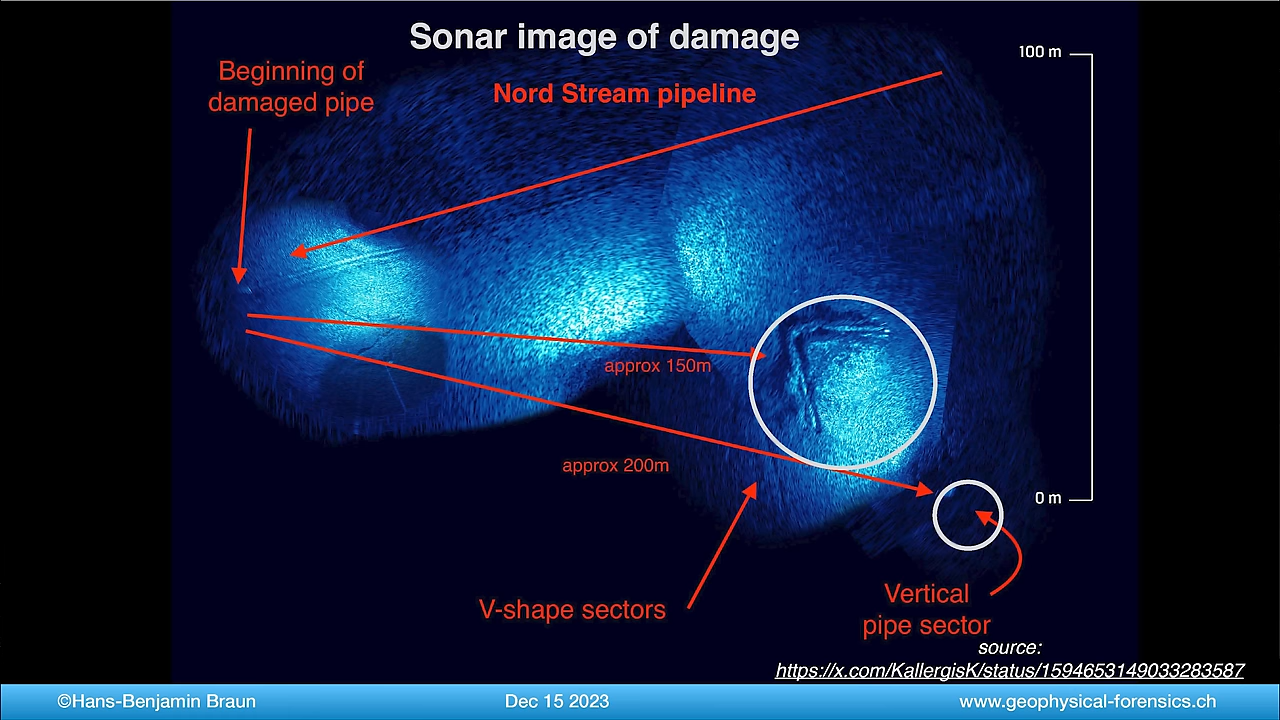 Sonar image of damage
100 m
Beginning of
damaged pipe
Nord Stream pipeline
approx 150m
approx 200m
0 m
V-shape sectors
Vertical
pipe sector
source:
https://x.com/KallergisK/status/1594653149033283587
©Hans-Benjamin Braun
Dec 15 2023
www.geophysical-forensics.ch